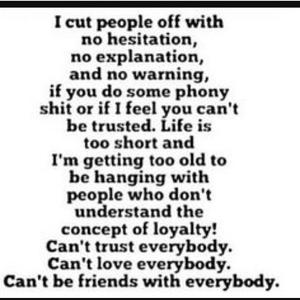 I cut people off with
no hesitation,
no explanation,
and no warning,
if you do some phony
shit or if I feel you can't
be trusted. Life is
too short and
I'm getting too old to
be hanging with
people who don't
understand the
concept of loyalty!
Can't trust everybody.
Can't love everybody.
Can't be friends with everybody.